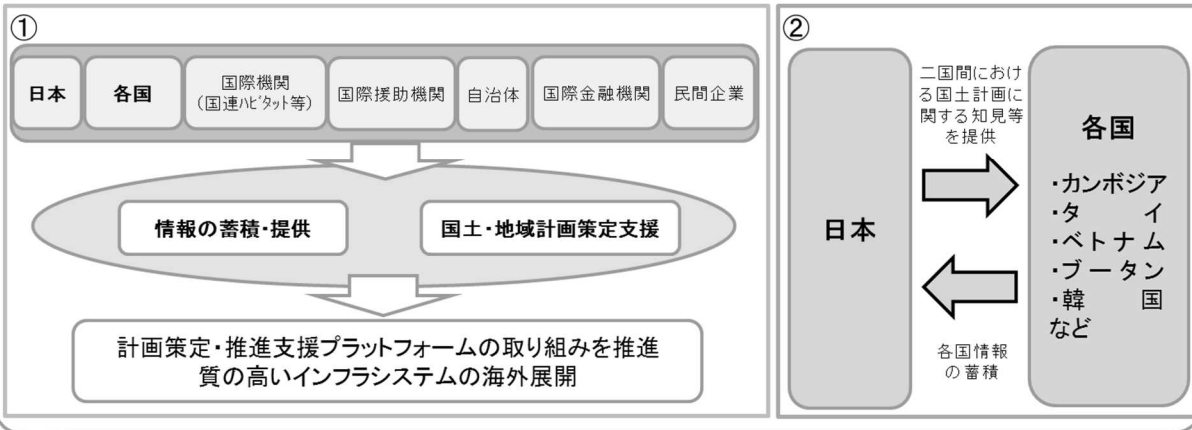 ①
日本
各国
国際機関
(国連ﾊﾋﾞﾀｯﾄ等)
国際援助機関
自治体
国際金融機関
民間企業
情報の蓄積・提供
国土・地域計画策定支援
計画策定・推進支援プラットフォームの取り組みを推進
質の高いインフラシステムの海外展開
②
日本
二国間におけ
る国土計画に
関する知見等
を提供
各国情報
の蓄積
各国
・カンボジア
・タイ
・ベトナム
・ブータン
・韓国
など